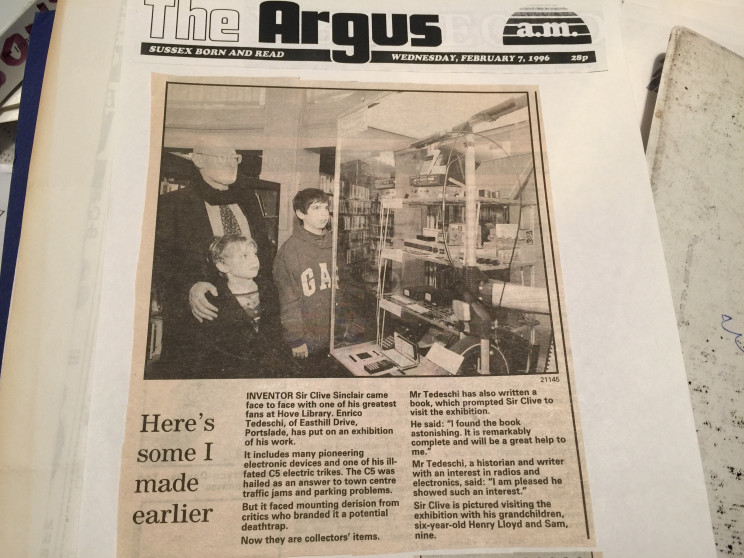 The Argus
a.m.
SUSSEX BORN AND READ
WEDNESDAY, FEBRUARY 7, 1996
28p
GA
21145
Here's
some I
made
earlier
INVENTOR Sir Clive Sinclair came
face to face with one of his greatest
fans at Hove Library. Enrico
Tedeschi, of Easthill Drive,
Portslade, has put on an exhibition
of his work.
It includes many pioneering
electronic devices and one of his ill-
fated C5 electric trikes. The C5 was
hailed as an answer to town centre
traffic jams and parking problems.
But it faced mounting derision from
critics who branded it a potential
deathtrap.
Now they are collectors' items.
Mr Tedeschi has also written a
book, which prompted Sir Clive to
visit the exhibition.
He said: "I found the book
astonishing. It is remarkably
complete and will be a great help to
me."
Mr Tedeschi, a historian and writer
with an interest in radios and
electronics, said: "I am pleased he
showed such an interest."
Sir Clive is pictured visiting the
exhibition with his grandchildren,
six-year-old Henry Lloyd and Sam,
nine.